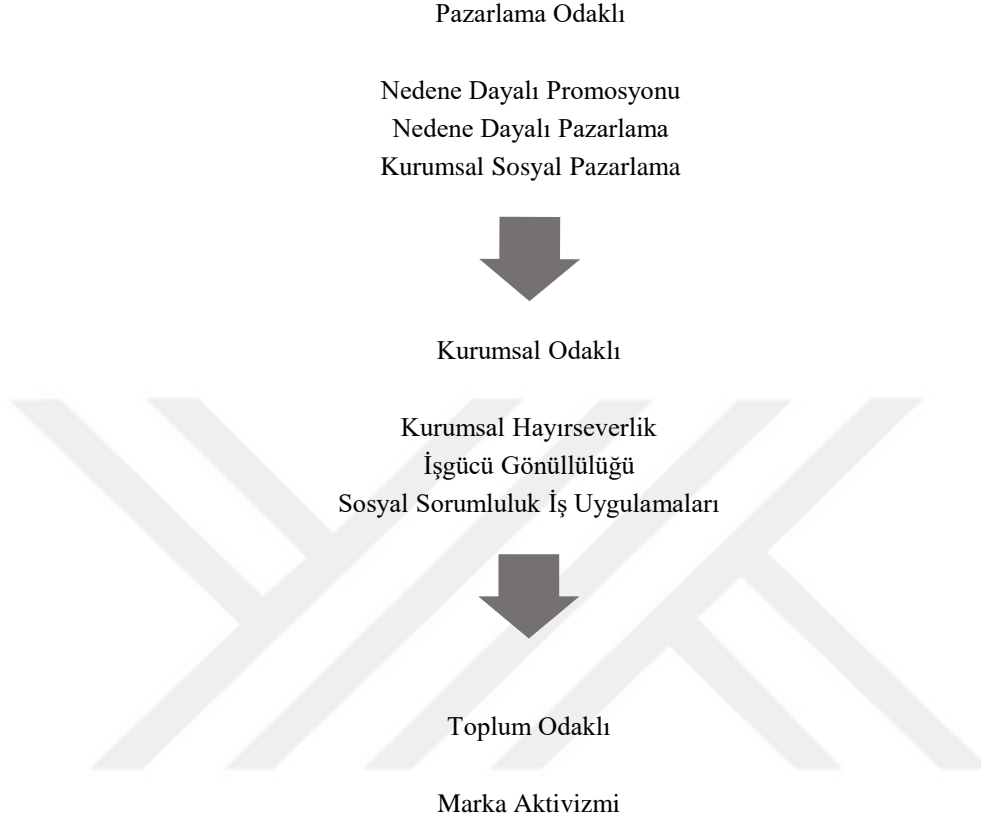 Pazarlama Odaklı
Nedene Dayalı Promosyonu
Nedene Dayalı Pazarlama
Kurumsal Sosyal Pazarlama
Kurumsal Odaklı
Kurumsal Hayırseverlik
İşgücü Gönüllülüğü
Sosyal Sorumluluk İş Uygulamaları
Toplum Odaklı
Marka Aktivizmi